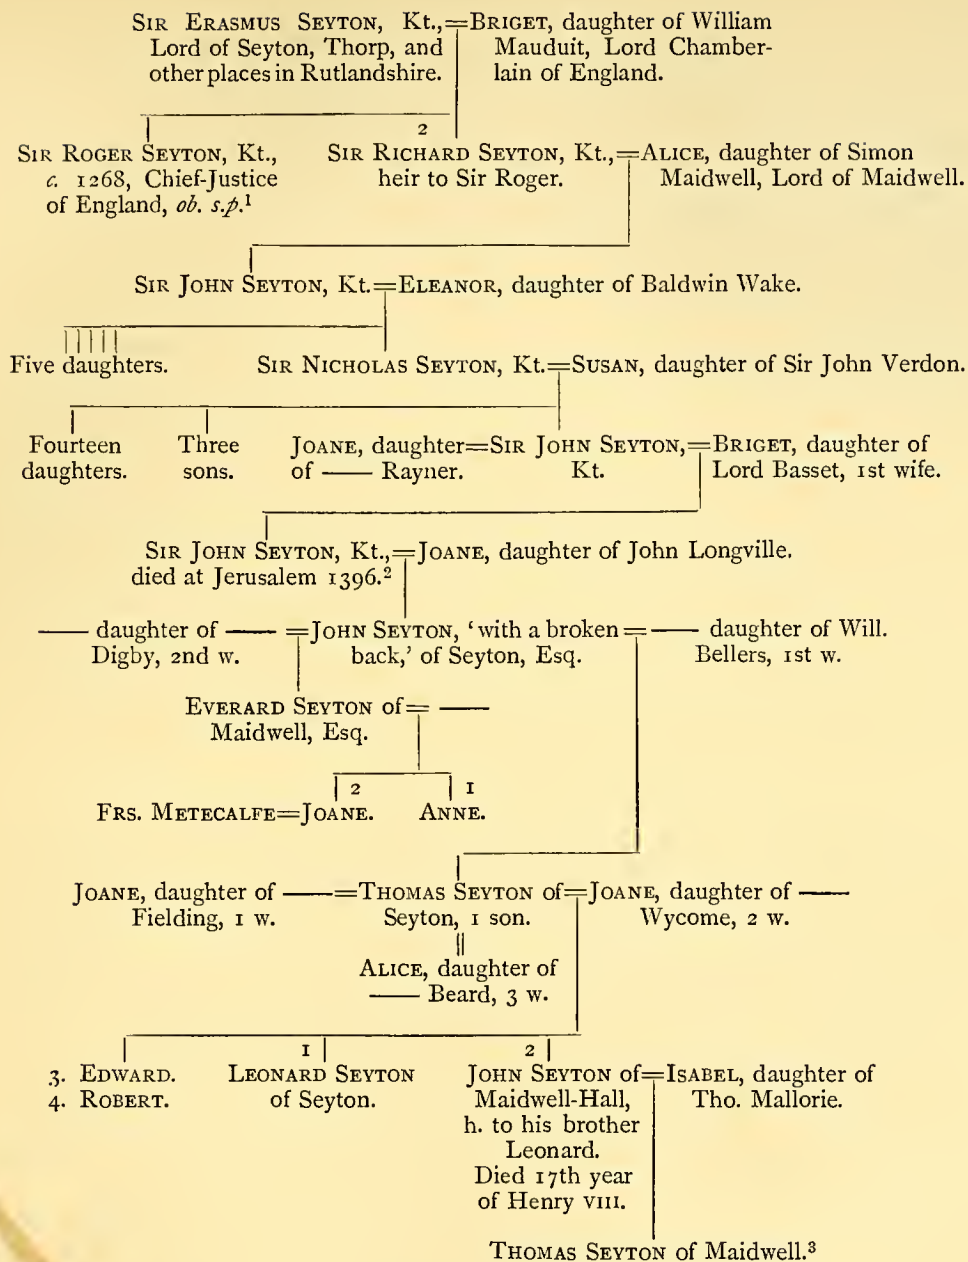 SIR ERASMUS SEYTON, Kt.,=BRIGET, daughter of William
Lord of Seyton, Thorp, and Mauduit, Lord Chamber-
other places in Rutlandshire. lain of England.
2
SIR ROGER SEYTON, Kt., SIR RICHARD SEYTON, Kt.,=ALICE, daughter of Simon
c. 1268, Chief-Justice heir to Sir Roger. Maidwell, Lord of Maidwell.
of England, ob. s.p.¹
SIR JOHN SEYTON, Kt.=ELEANOR, daughter of Baldwin Wake.
Five daughters. SIR NICHOLAS SEYTON, Kt.=SUSAN, daughter of Sir John Verdon.
Fourteen Three JOANE, daughter=SIR JOHN SEYTON,=BRIGET, daughter of
daughters. sons. of —— Rayner. Kt. Lord Basset, 1st wife.
SIR JOHN SEYTON, Kt.,=JOANE, daughter of John Longville.
died at Jerusalem 1396.²
—— daughter of —— =JOHN SEYTON, ‘with a broken =—— daughter of Will.
Digby, 2nd w. back,’ of Seyton, Esq. Bellers, 1st w.
EVERARD SEYTON of= ——
Maidwell, Esq.
2 1
FRS. METECALFE=JOANE. ANNE.
JOANE, daughter of ——=THOMAS SEYTON of=JOANE, daughter of ——
Fielding, 1 w. Seyton, 1 son. Wycome, 2 w.
ALICE, daughter of
—— Beard, 3 w.
1 2
3. EDWARD. LEONARD SEYTON JOHN SEYTON of=ISABEL, daughter of
4. ROBERT. of Seyton. Maidwell-Hall, Tho. Mallorie.
h. to his brother
Leonard.
Died 17th year
of Henry VIII.
THOMAS SEYTON of Maidwell.³